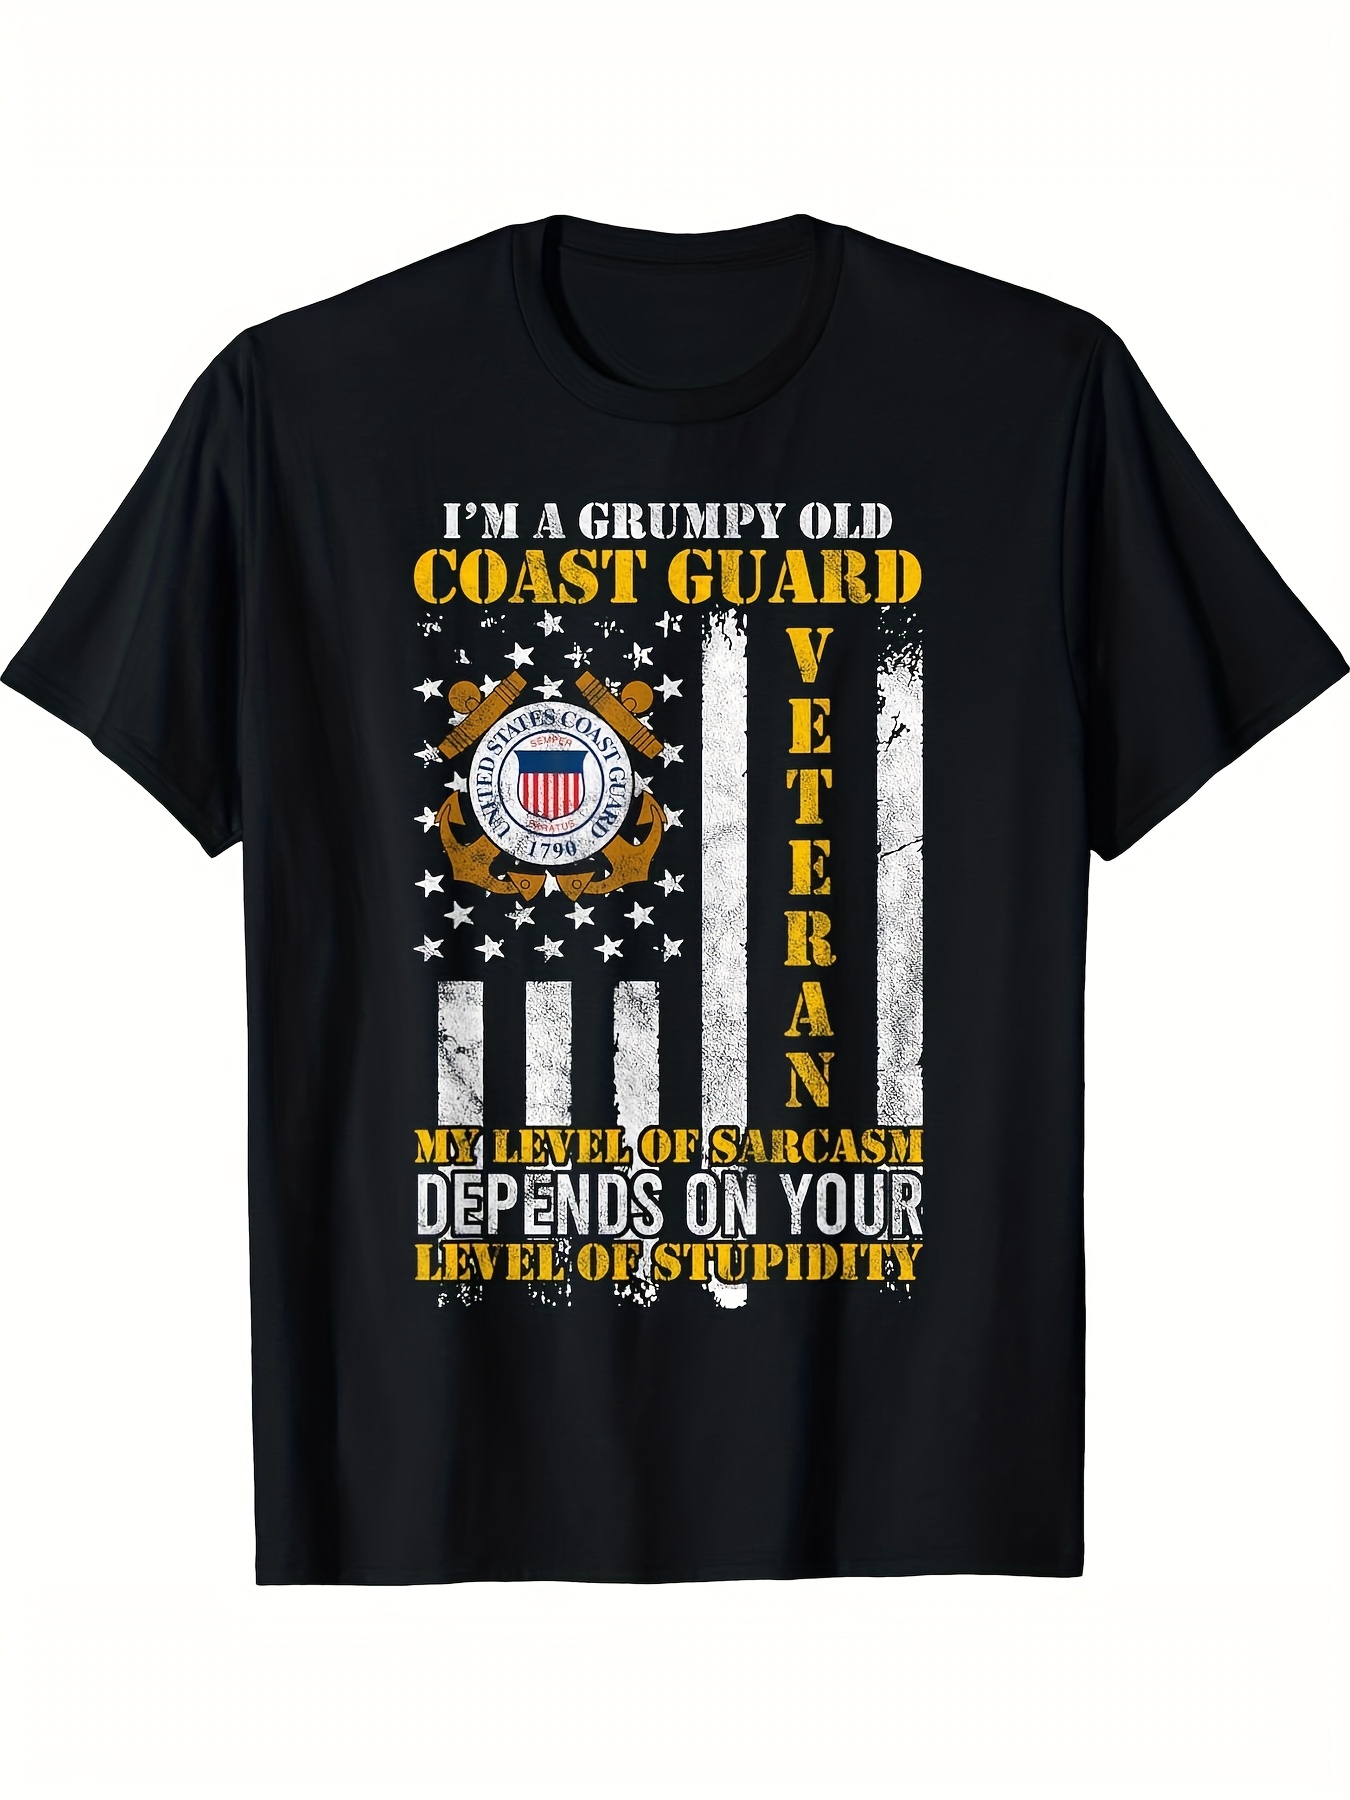 I'M A GRUMPY OLD
COAST GUARD
VETERAN
UNITED STATES COAST GUARD
SEMPER
PARATUS
1790
MY LEVEL OF SARCASM
DEPENDS ON YOUR
LEVEL OF STUPIDITY